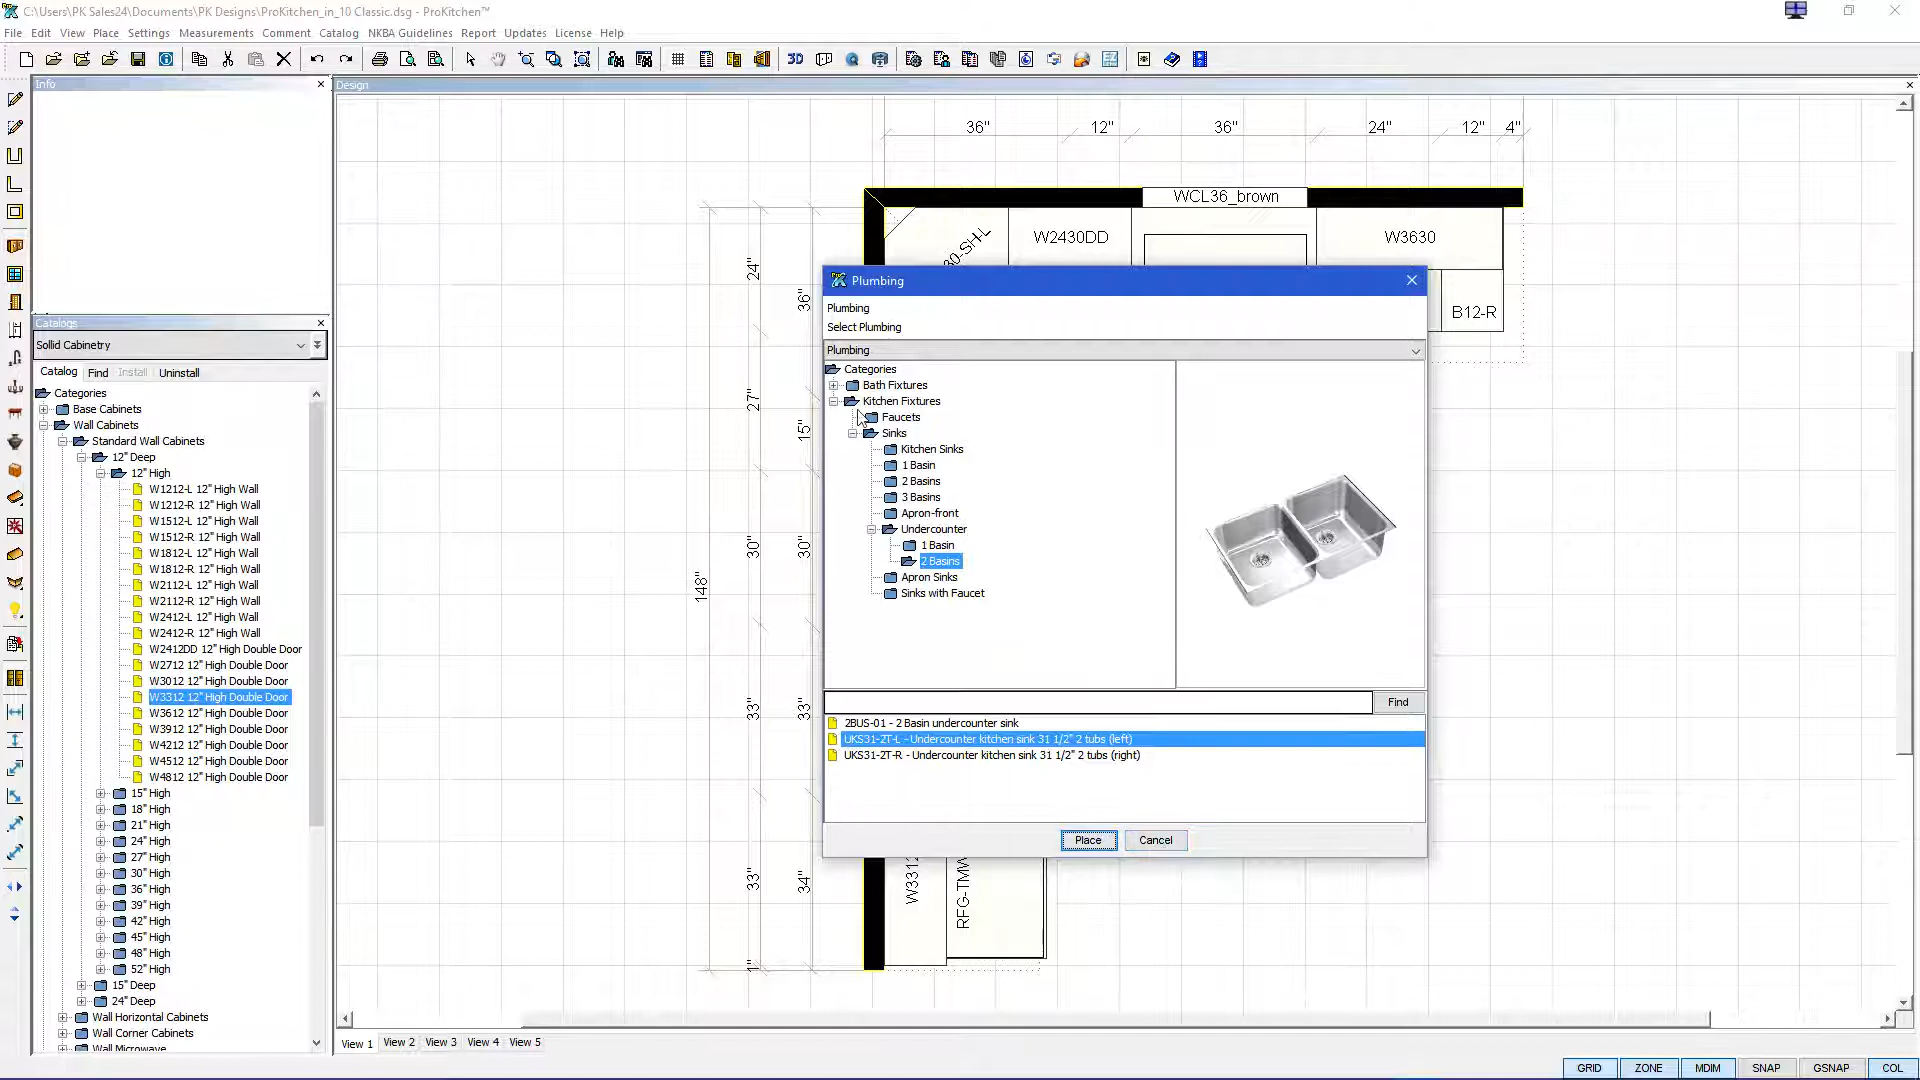 C:\Users\PK Sales24\Documents\PK Designs\ProKitchen_in_10 Classic.dsg - ProKitchen™
File Edit View Place Settings Measurements Comment Catalog NKBA Guidelines Report Updates License Help
3D
Info
Design
36" 12" 36" 24" 12" 4"
WCL36_brown
30-SH-L W2430DD W3630
B12-R
24"
36"
27"
15"
30"
30"
148"
33"
33"
33"
34"
1"
W3312
RFG-TMW
Catalogs
Sollid Cabinetry
Catalog Find Install Uninstall
Categories
Base Cabinets
Wall Cabinets
Standard Wall Cabinets
12" Deep
12" High
W1212-L 12" High Wall
W1212-R 12" High Wall
W1512-L 12" High Wall
W1512-R 12" High Wall
W1812-L 12" High Wall
W1812-R 12" High Wall
W2112-L 12" High Wall
W2112-R 12" High Wall
W2412-L 12" High Wall
W2412-R 12" High Wall
W2412DD 12" High Double Door
W2712 12" High Double Door
W3012 12" High Double Door
W3312 12" High Double Door
W3612 12" High Double Door
W3912 12" High Double Door
W4212 12" High Double Door
W4512 12" High Double Door
W4812 12" High Double Door
15" High
18" High
21" High
24" High
27" High
30" High
36" High
39" High
42" High
45" High
48" High
52" High
15" Deep
24" Deep
Wall Horizontal Cabinets
Wall Corner Cabinets
Wall Microwave
Plumbing
Plumbing
Select Plumbing
Plumbing
Categories
Bath Fixtures
Kitchen Fixtures
Faucets
Sinks
Kitchen Sinks
1 Basin
2 Basins
3 Basins
Apron-front
Undercounter
1 Basin
2 Basins
Apron Sinks
Sinks with Faucet
Find
2BUS-01 - 2 Basin undercounter sink
UKS31-2T-L - Undercounter kitchen sink 31 1/2" 2 tubs (left)
UKS31-2T-R - Undercounter kitchen sink 31 1/2" 2 tubs (right)
Place Cancel
View 1 View 2 View 3 View 4 View 5
GRID ZONE MDIM SNAP GSNAP COL